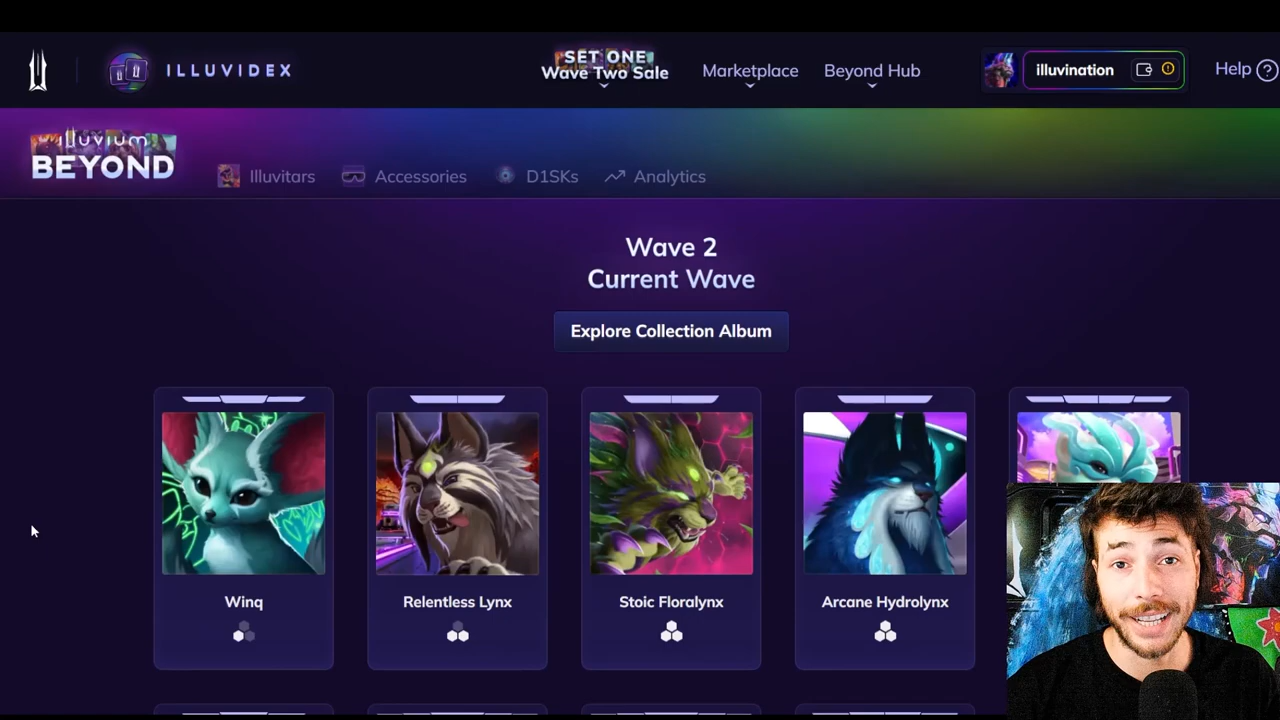 ILLUVIDEX
SET ONE
Wave Two Sale
Marketplace
Beyond Hub
illuvination
Help
illuvium
BEYOND
Illuvitars
Accessories
D1SKs
Analytics
Wave 2
Current Wave
Explore Collection Album
Winq
Relentless Lynx
Stoic Floralynx
Arcane Hydrolynx